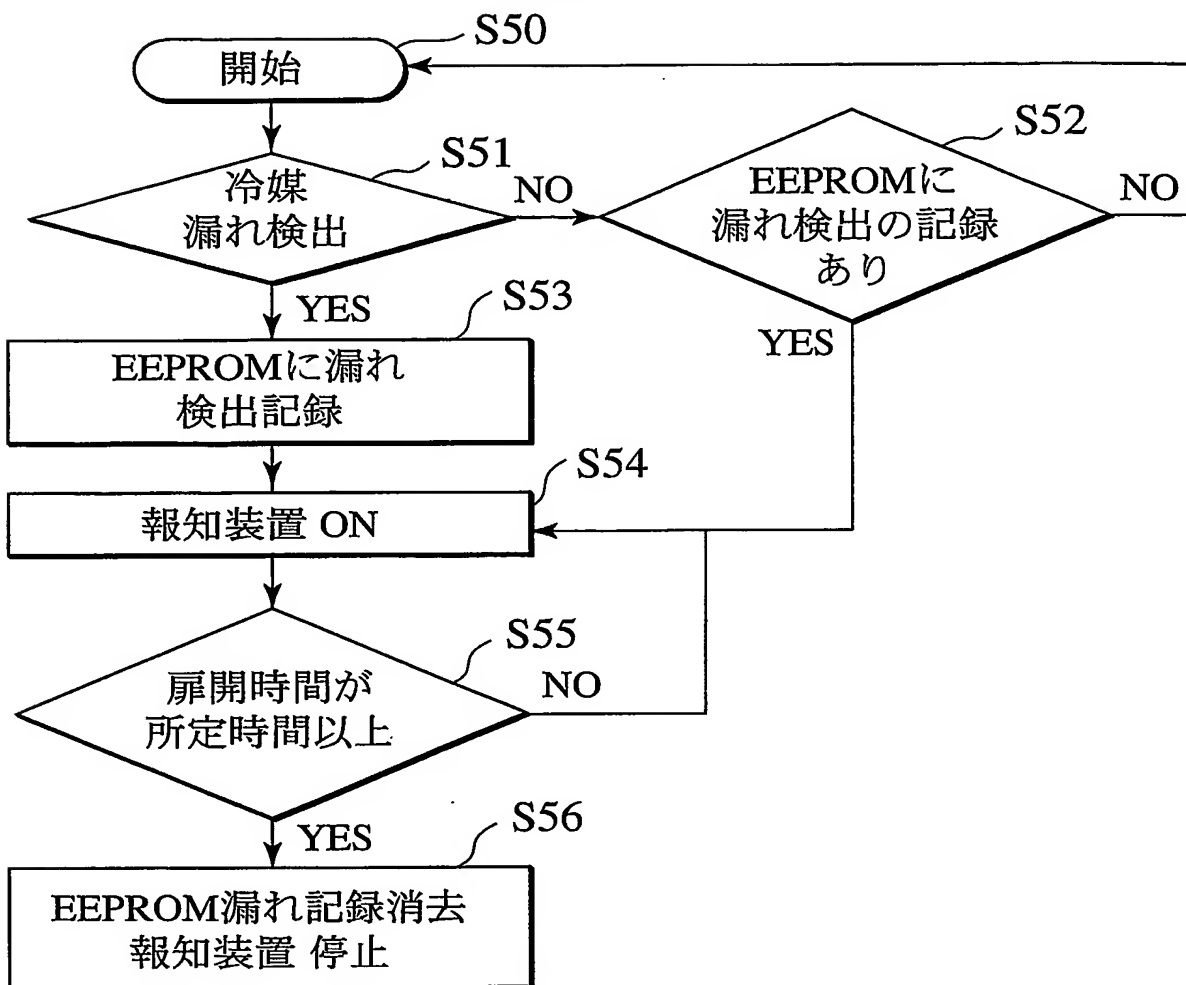 S50
開始
S51
冷媒
漏れ検出
NO
YES
S52
EEPROMに
漏れ検出の記録
あり
NO
YES
S53
EEPROMに漏れ
検出記録
S54
報知装置 ON
S55
扉開時間が
所定時間以上
NO
YES
S56
EEPROM漏れ記録消去
報知装置 停止